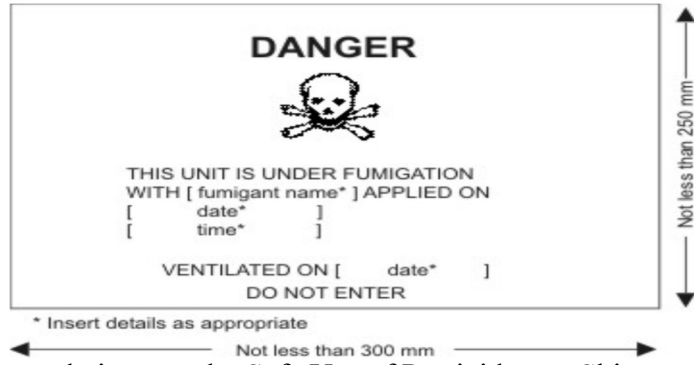 DANGER
THIS UNIT IS UNDER FUMIGATION
WITH [ fumigant name* ] APPLIED ON
[ date* ]
[ time* ]
VENTILATED ON [ date* ]
DO NOT ENTER
* Insert details as appropriate
Not less than 300 mm
Not less than 250 mm